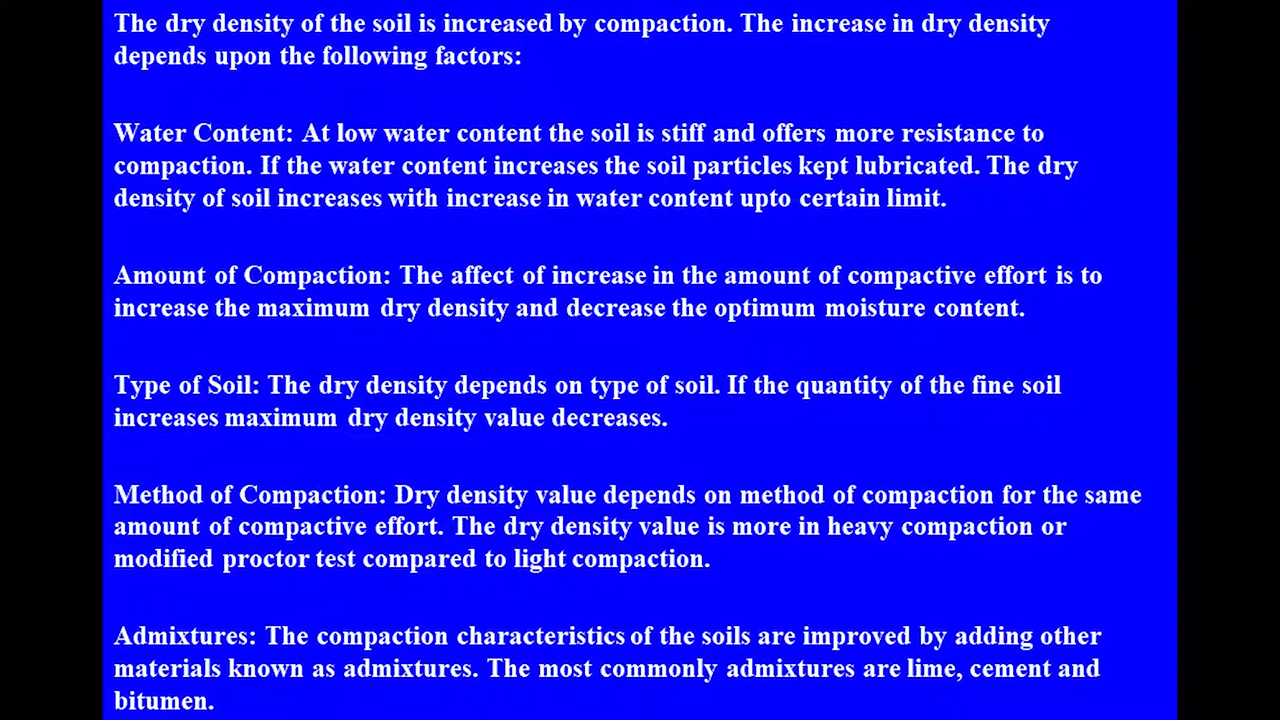 The dry density of the soil is increased by compaction. The increase in dry density
depends upon the following factors:
Water Content: At low water content the soil is stiff and offers more resistance to
compaction. If the water content increases the soil particles kept lubricated. The dry
density of soil increases with increase in water content upto certain limit.
Amount of Compaction: The affect of increase in the amount of compactive effort is to
increase the maximum dry density and decrease the optimum moisture content.
Type of Soil: The dry density depends on type of soil. If the quantity of the fine soil
increases maximum dry density value decreases.
Method of Compaction: Dry density value depends on method of compaction for the same
amount of compactive effort. The dry density value is more in heavy compaction or
modified proctor test compared to light compaction.
Admixtures: The compaction characteristics of the soils are improved by adding other
materials known as admixtures. The most commonly admixtures are lime, cement and
bitumen.